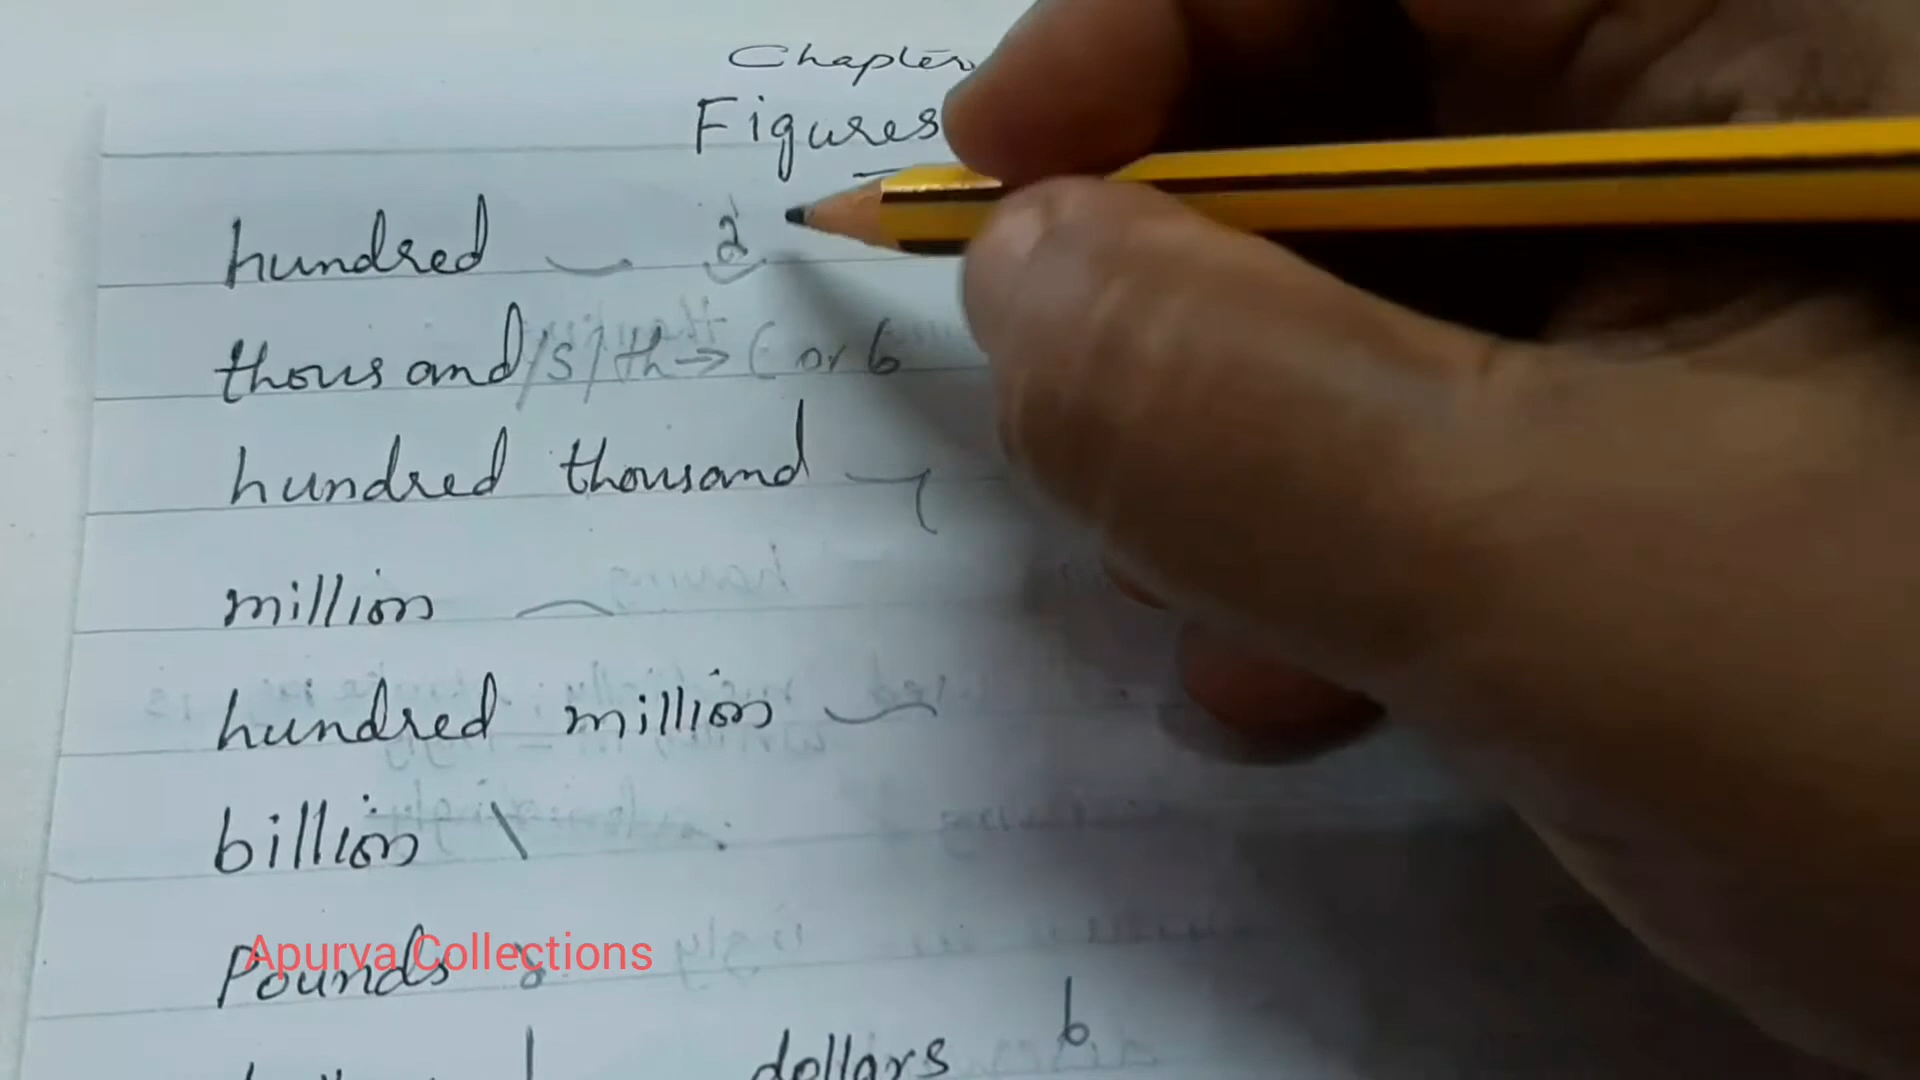 Chapter
Figures
hundred 2
thousand/s/th → ( or 6
hundred thousand
million
hundred million
billion \
Pounds
Apurva Collections
dollars b